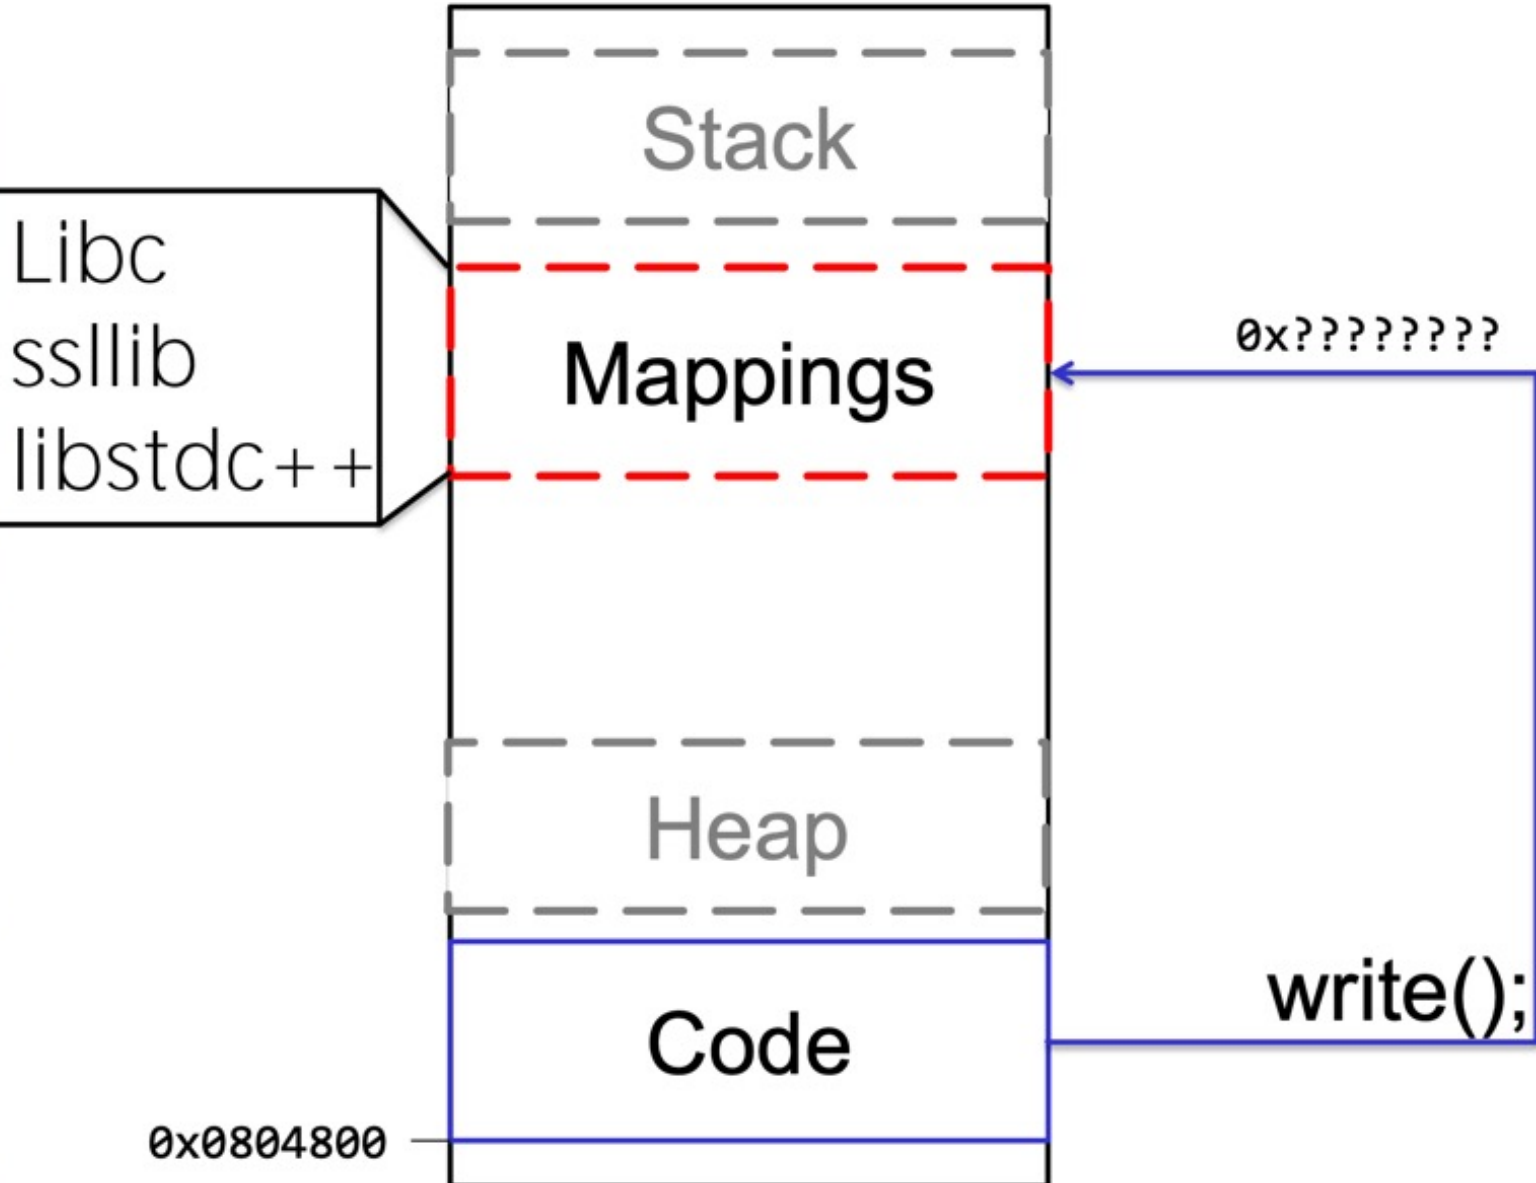 Stack
Libc
ssllib
libstdc++
Mappings
0x????????
Heap
write();
Code
0x0804800